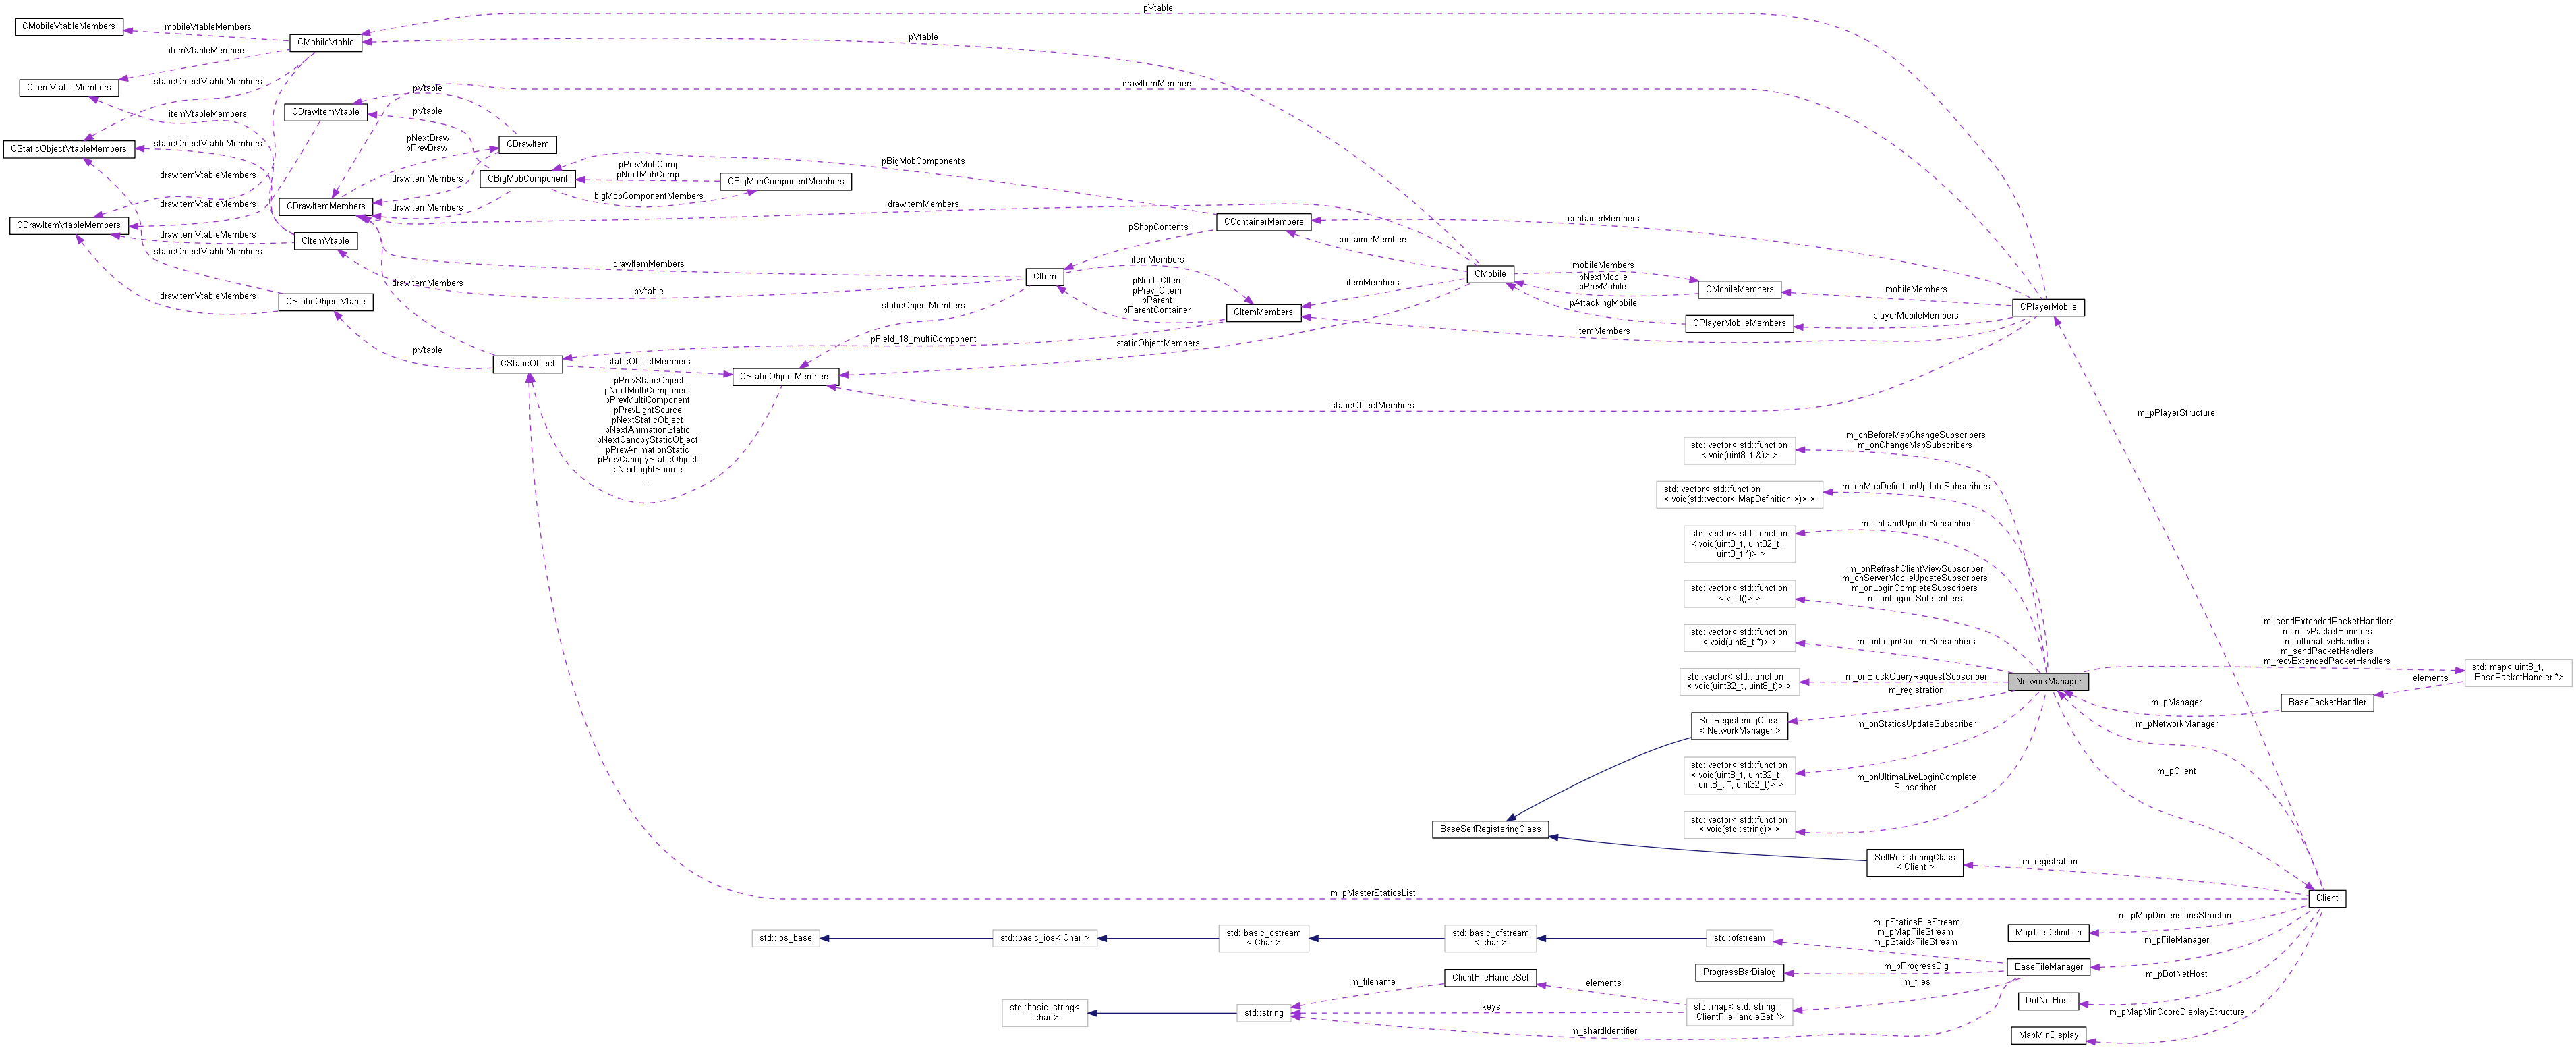 CMobileVtableMembers
mobileVtableMembers
CMobileVtable
pVtable
pVtable
itemVtableMembers
CItemVtableMembers
staticObjectVtableMembers
drawItemMembers
pVtable
CDrawItemVtable
pVtable
itemVtableMembers
CStaticObjectVtableMembers
staticObjectVtableMembers
pNextDraw
pPrevDraw
CDrawItem
drawItemVtableMembers
drawItemMembers
CBigMobComponent
pPrevMobComp
pNextMobComp
CBigMobComponentMembers
pBigMobComponents
bigMobComponentMembers
drawItemVtableMembers
CDrawItemMembers
drawItemMembers
drawItemMembers
CDrawItemVtableMembers
drawItemVtableMembers
CItemVtable
CContainerMembers
containerMembers
pShopContents
containerMembers
staticObjectVtableMembers
drawItemMembers
itemMembers
CItem
CMobile
mobileMembers
pNextMobile
pPrevMobile
CMobileMembers
mobileMembers
drawItemMembers
pVtable
pNext_CItem
pPrev_CItem
pParent
pParentContainer
itemMembers
drawItemVtableMembers
CStaticObjectVtable
staticObjectMembers
CItemMembers
pAttackingMobile
CPlayerMobileMembers
playerMobileMembers
CPlayerMobile
itemMembers
pField_18_multiComponent
staticObjectMembers
pVtable
CStaticObject
staticObjectMembers
CStaticObjectMembers
pPrevStaticObject
pNextMultiComponent
pPrevMultiComponent
pPrevLightSource
pNextStaticObject
pNextAnimationStatic
pNextCanopyStaticObject
pPrevAnimationStatic
pPrevCanopyStaticObject
pNextLightSource
...
staticObjectMembers
m_pPlayerStructure
std::vector< std::function
< void(uint8_t &)> >
m_onBeforeMapChangeSubscribers
m_onChangeMapSubscribers
std::vector< std::function
< void(std::vector< MapDefinition >)> >
m_onMapDefinitionUpdateSubscribers
std::vector< std::function
< void(uint8_t, uint32_t,
uint8_t *)> >
m_onLandUpdateSubscriber
std::vector< std::function
< void()> >
m_onRefreshClientViewSubscriber
m_onServerMobileUpdateSubscribers
m_onLoginCompleteSubscribers
m_onLogoutSubscribers
std::vector< std::function
< void(uint8_t *)> >
m_onLoginConfirmSubscribers
m_sendExtendedPacketHandlers
m_recvPacketHandlers
m_ultimaLiveHandlers
m_sendPacketHandlers
m_recvExtendedPacketHandlers
std::map< uint8_t,
BasePacketHandler *>
std::vector< std::function
< void(uint32_t, uint8_t)> >
m_onBlockQueryRequestSubscriber
m_registration
NetworkManager
elements
BasePacketHandler
m_pManager
m_pNetworkManager
SelfRegisteringClass
< NetworkManager >
m_onStaticsUpdateSubscriber
std::vector< std::function
< void(uint8_t, uint32_t,
uint8_t *, uint32_t)> >
m_onUltimaLiveLoginComplete
Subscriber
m_pClient
std::vector< std::function
< void(std::string)> >
BaseSelfRegisteringClass
SelfRegisteringClass
< Client >
m_registration
m_pMasterStaticsList
Client
m_pMapDimensionsStructure
MapTileDefinition
m_pFileManager
std::ios_base
std::basic_ios< Char >
std::basic_ostream
< Char >
std::basic_ofstream
< char >
std::ofstream
m_pStaticsFileStream
m_pMapFileStream
m_pStaidxFileStream
BaseFileManager
ProgressBarDialog
m_pProgressDlg
m_pDotNetHost
ClientFileHandleSet
m_filename
elements
m_files
std::basic_string<
char >
std::string
keys
std::map< std::string,
ClientFileHandleSet *>
DotNetHost
m_pMapMinCoordDisplayStructure
m_shardIdentifier
MapMinDisplay